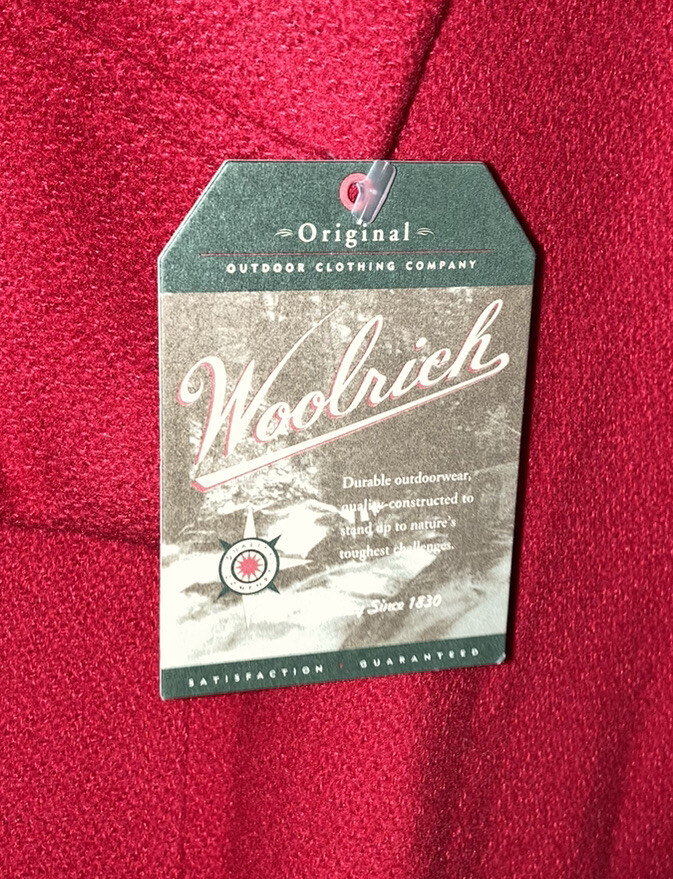 Original
OUTDOOR CLOTHING COMPANY
Woolrich
Durable outdoorwear,
quality-constructed to
stand up to nature's
toughest challenges.
Since 1830
SATISFACTION · GUARANTEED